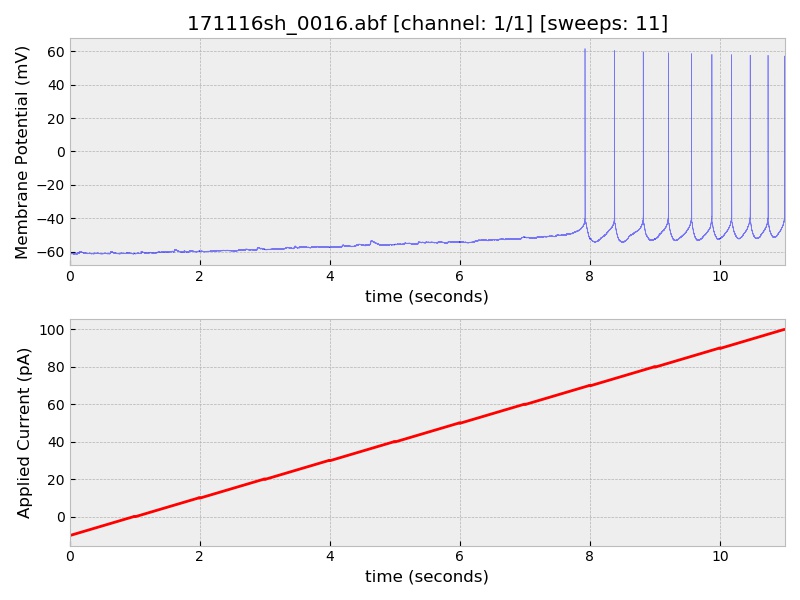 171116sh_0016.abf [channel: 1/1] [sweeps: 11]
Membrane Potential (mV)
60
40
20
0
−20
−40
−60
0 2 4 6 8 10
time (seconds)
Applied Current (pA)
100
80
60
40
20
0
0 2 4 6 8 10
time (seconds)